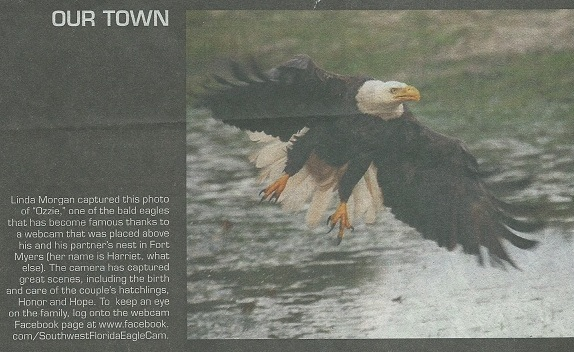 OUR TOWN
Linda Morgan captured this photo
of "Ozzie," one of the bald eagles
that has become famous thanks to
a webcam that was placed above
his and his partner's nest in Fort
Myers (her name is Harriet, what
else). The camera has captured
great scenes, including the birth
and care of the couple's hatchlings,
Honor and Hope. To keep an eye
on the family, log onto the webcam
Facebook page at www.facebook.
com/SouthwestFloridaEagleCam.